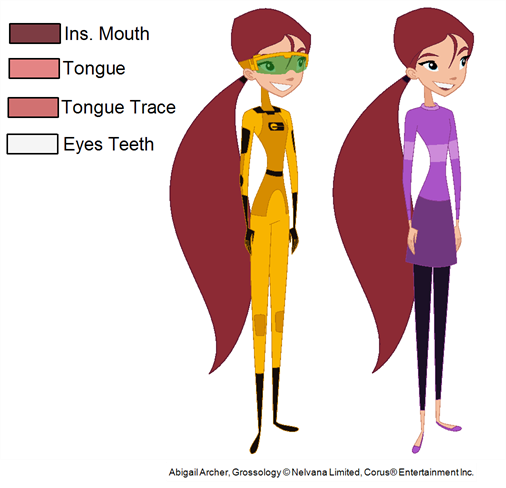 Ins. Mouth
Tongue
Tongue Trace
Eyes Teeth
Abigail Archer, Grossology © Nelvana Limited, Corus® Entertainment Inc.